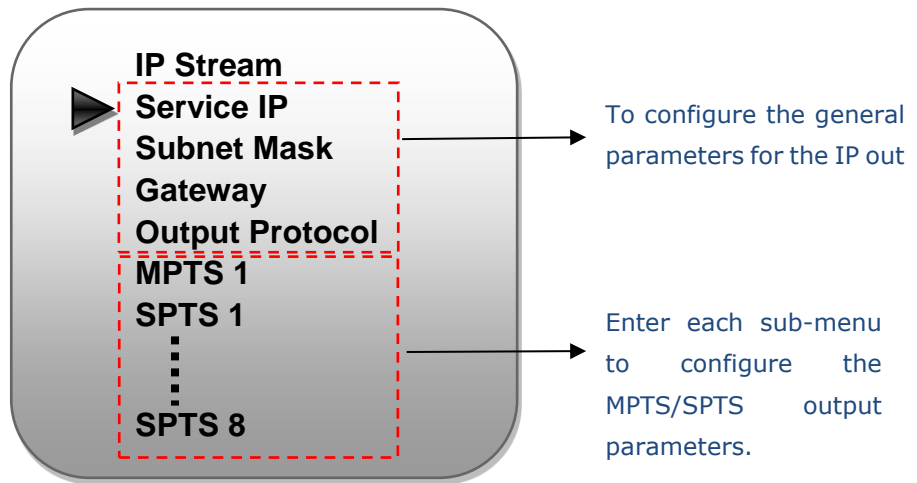 IP Stream
Service IP
Subnet Mask
Gateway
Output Protocol
MPTS 1
SPTS 1
SPTS 8
To configure the general
parameters for the IP out
Enter each sub-menu
to configure the
MPTS/SPTS output
parameters.